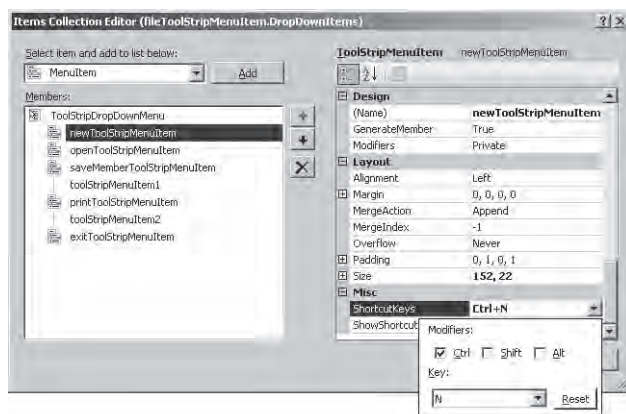 Items Collection Editor (fileToolStripMenuItem.DropDownItems)
Select item and add to list below:
MenuItem
Add
Members:
ToolStripDropDownMenu
newToolStripMenuItem
openToolStripMenuItem
saveMemberToolStripMenuItem
toolStripMenuItem1
printToolStripMenuItem
toolStripMenuItem2
exitToolStripMenuItem
ToolStripMenuItem newToolStripMenuItem
Design
(Name) newToolStripMenuItem
GenerateMember True
Modifiers Private
Layout
Alignment Left
Margin 0, 0, 0, 0
MergeAction Append
MergeIndex -1
Overflow Never
Padding 0, 1, 0, 1
Size 152, 22
Misc
ShortcutKeys Ctrl+N
ShowShortcut
Modifiers:
Ctrl Shift Alt
Key:
N Reset